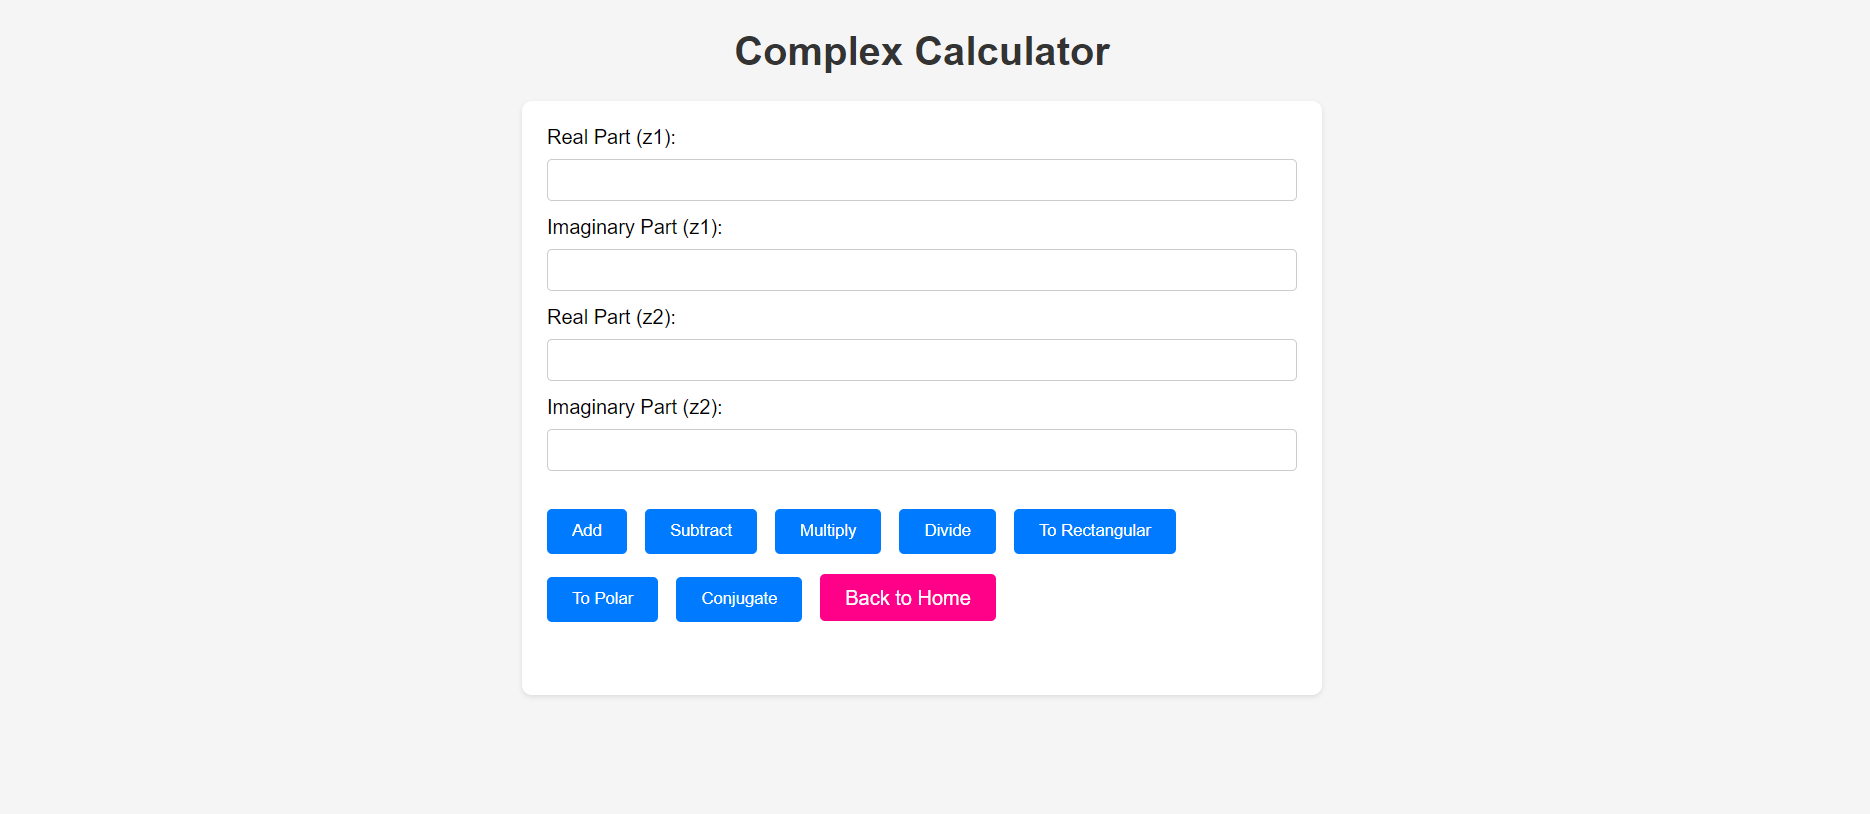 Complex Calculator
Real Part (z1):
Imaginary Part (z1):
Real Part (z2):
Imaginary Part (z2):
Add Subtract Multiply Divide To Rectangular
To Polar Conjugate Back to Home